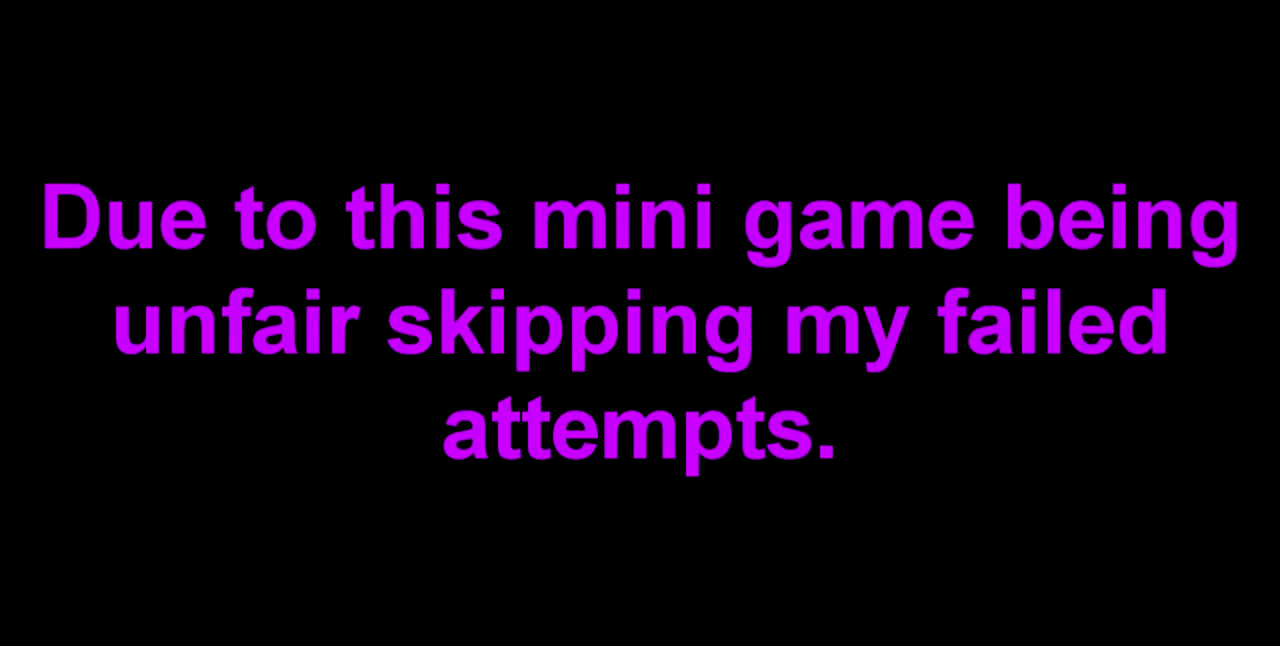 Due to this mini game being
unfair skipping my failed
attempts.